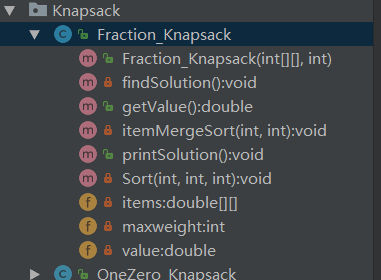 Knapsack
Fraction_Knapsack
Fraction_Knapsack(int[][], int)
findSolution():void
getValue():double
itemMergeSort(int, int):void
printSolution():void
Sort(int, int, int):void
items:double[][]
maxweight:int
value:double
OneZero_Knapsack